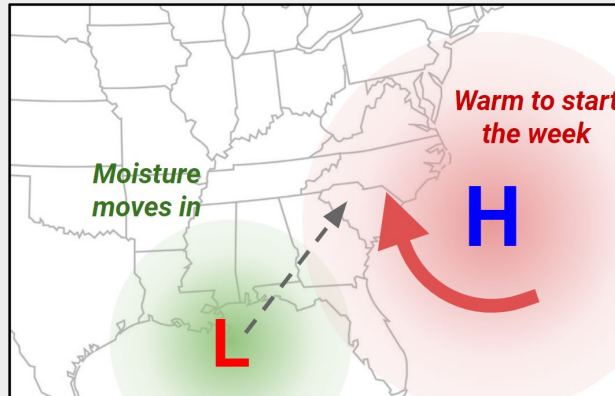 Warm to start
the week
Moisture
moves in
H
L